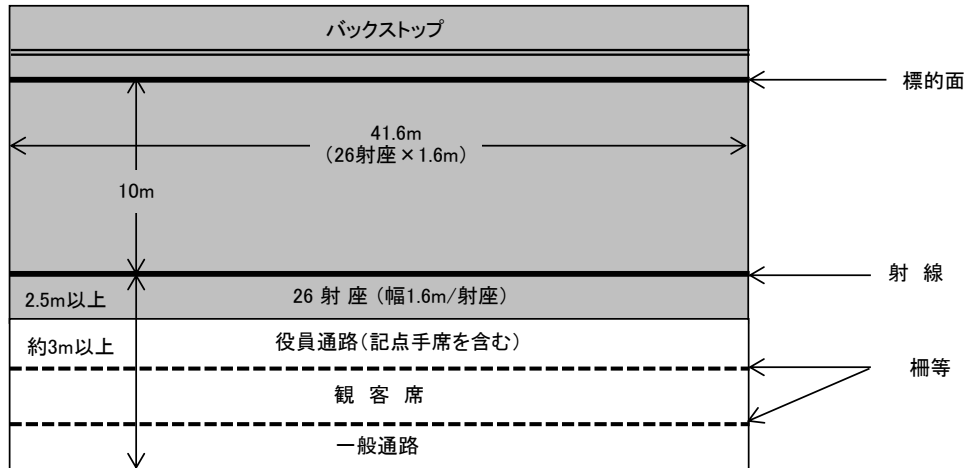 バックストップ
標的面
41.6m
(26射座×1.6m)
10m
射 線
2.5m以上
26 射 座 (幅1.6m/射座)
約3m以上
役員通路(記点手席を含む)
柵等
観 客 席
一般通路